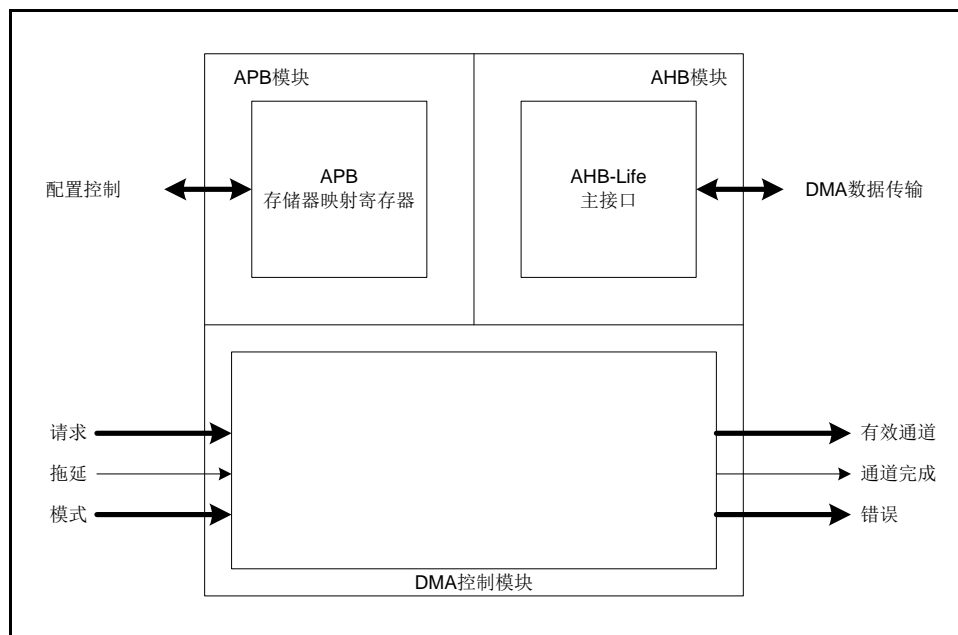 APB模块
AHB模块
配置控制
APB
存储器映射寄存器
AHB-Life
主接口
DMA数据传输
请求
拖延
模式
有效通道
通道完成
错误
DMA控制模块